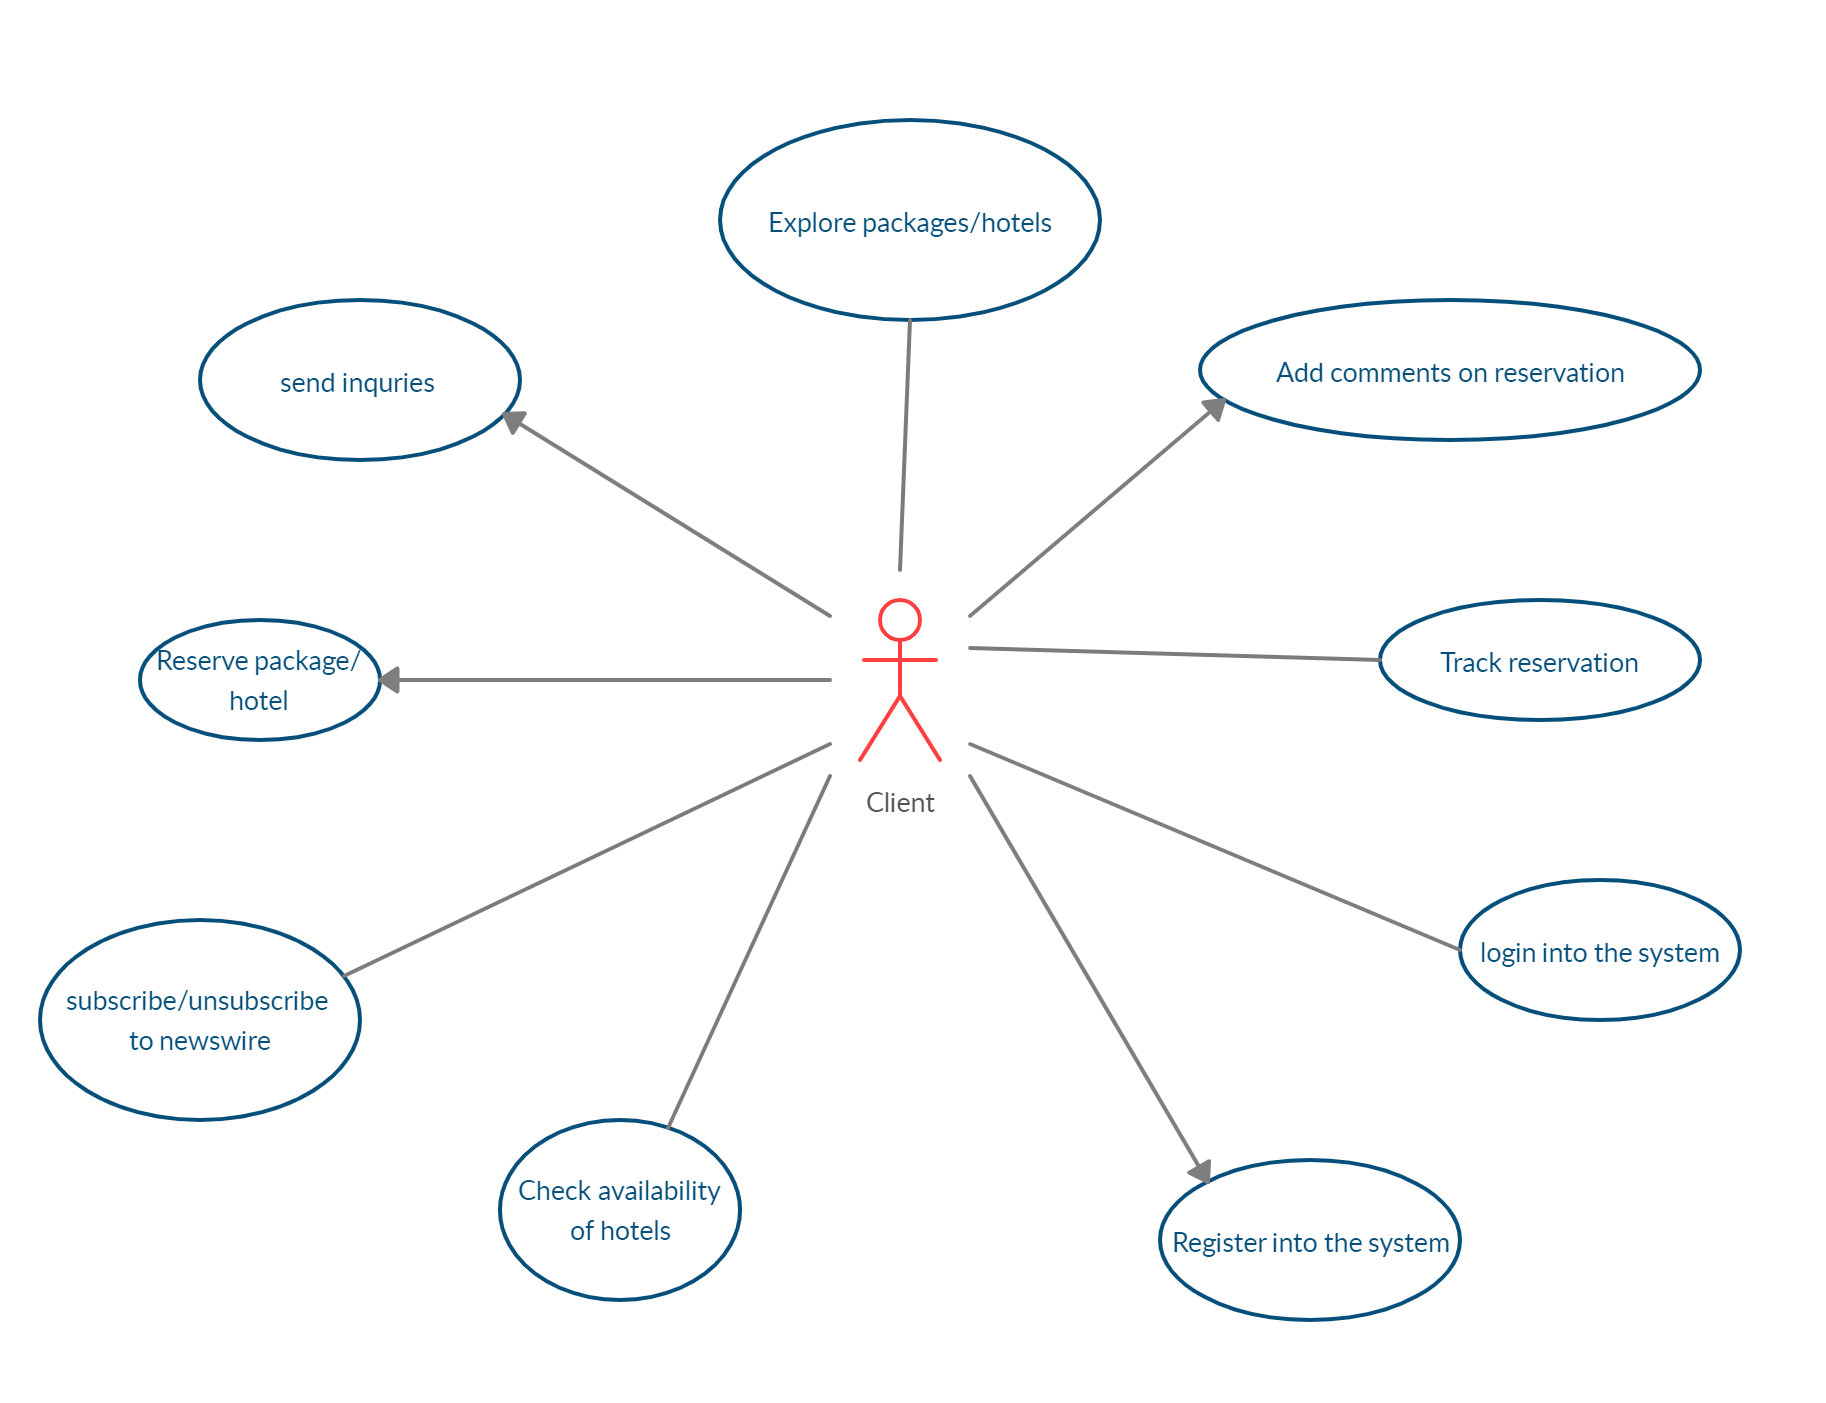 Explore packages/hotels
send inquries
Add comments on reservation
Reserve package/
hotel
Track reservation
Client
login into the system
subscribe/unsubscribe
to newswire
Check availability
of hotels
Register into the system